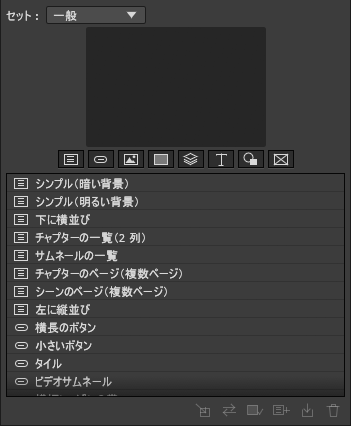 セット: 一般
シンプル(暗い背景)
シンプル(明るい背景)
下に横並び
チャプターの一覧(2 列)
サムネールの一覧
チャプターのページ(複数ページ)
シーンのページ(複数ページ)
左に縦並び
横長のボタン
小さいボタン
タイル
ビデオサムネール